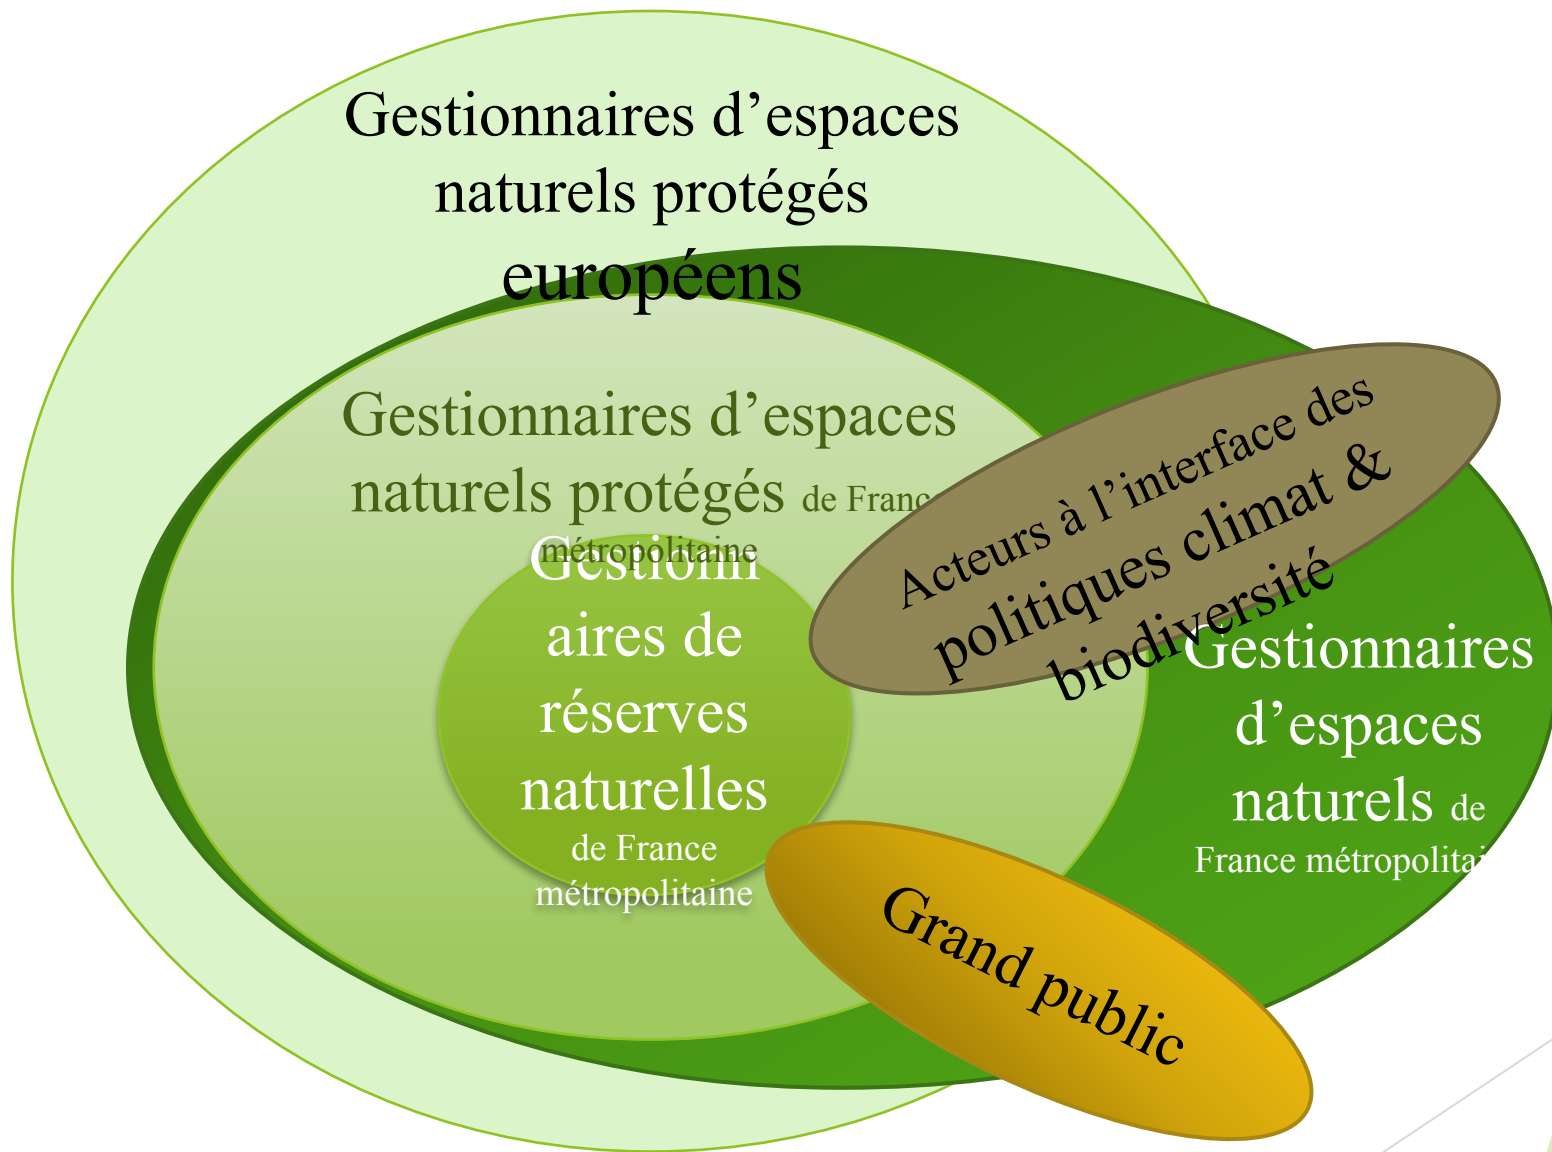 Gestionnaires d’espaces
naturels protégés
européens
Gestionnaires d’espaces
naturels protégés de Franc
métropolitaine
Gestionn
aires de
réserves
naturelles
de France
métropolitaine
Acteurs à l’interface des
politiques climat &
biodiversité
Gestionnaires
d’espaces
naturels de
France métropolitai
Grand public